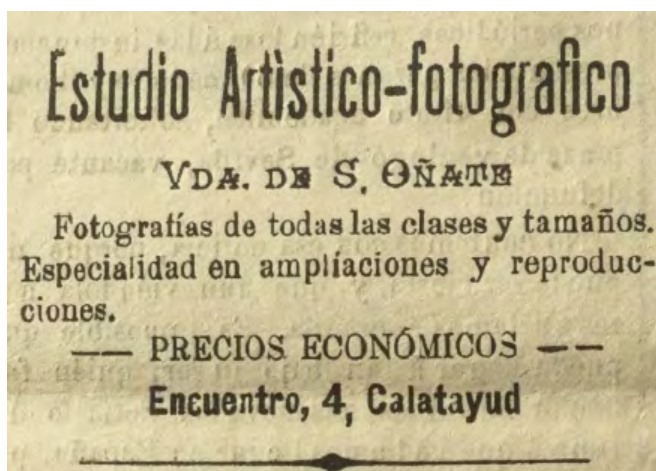 Estudio Artìstico-fotografico
VDA. DE S. OÑATE
Fotografías de todas las clases y tamaños.
Especialidad en ampliaciones y reproduc-
ciones.
—— PRECIOS ECONÓMICOS ——
Encuentro, 4, Calatayud